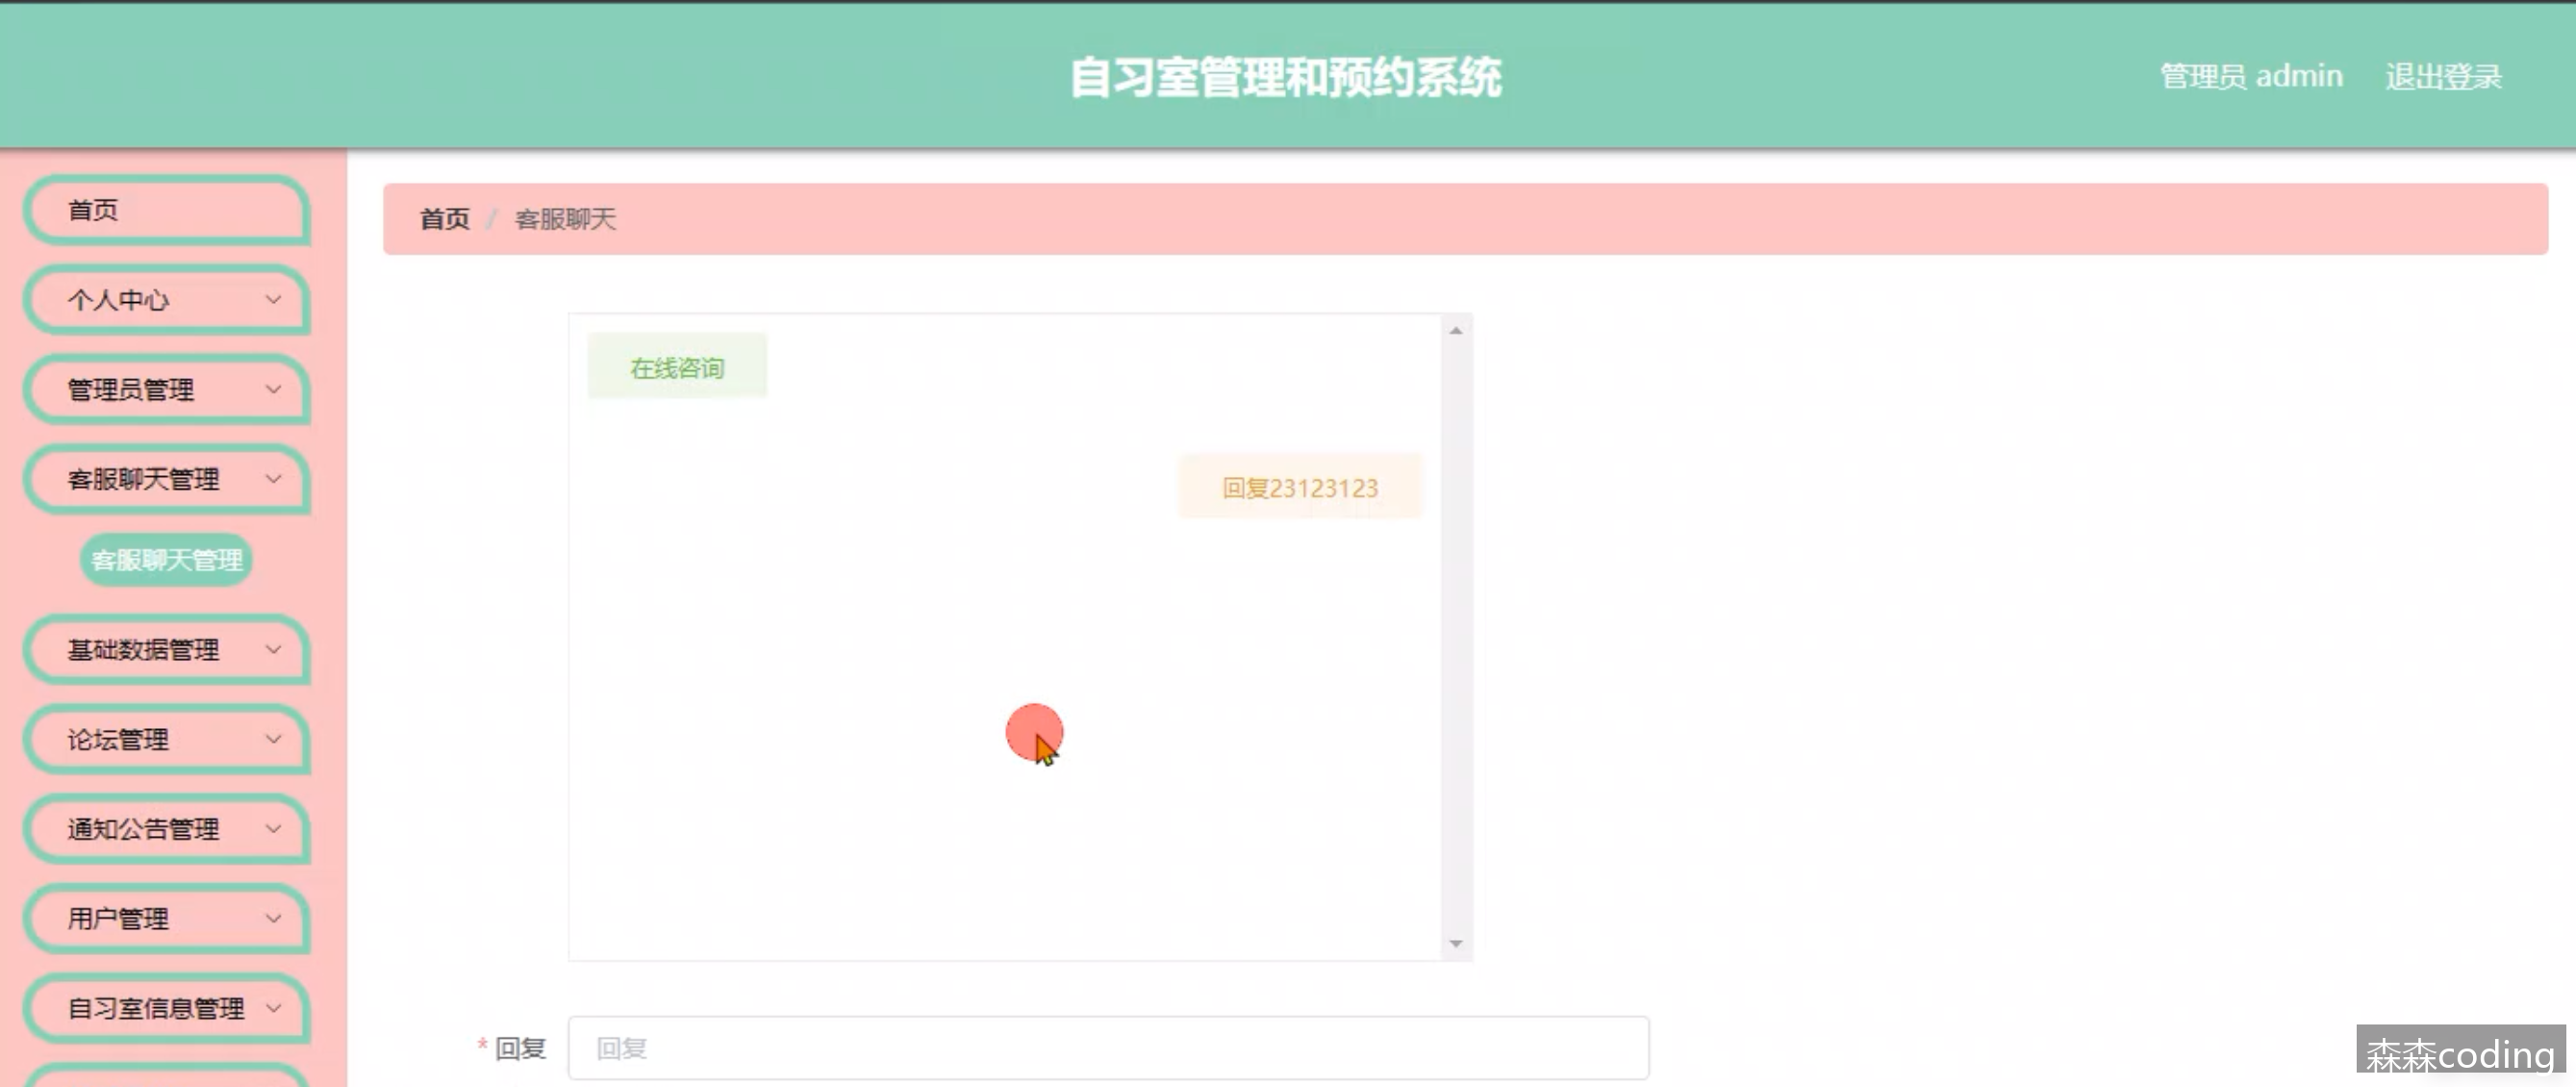 自习室管理和预约系统
管理员 admin
退出登录
首页
个人中心
管理员管理
客服聊天管理
客服聊天管理
基础数据管理
论坛管理
通知公告管理
用户管理
自习室信息管理
首页 / 客服聊天
在线咨询
回复23123123
* 回复
回复
森森coding